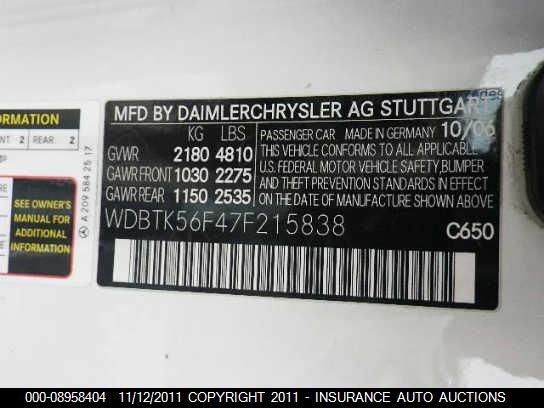 MFD BY DAIMLERCHRYSLER AG STUTTGART
KG LBS
GVWR 2180 4810
GAWR FRONT 1030 2275
GAWR REAR 1150 2535
PASSENGER CAR MADE IN GERMANY 10/06
THIS VEHICLE CONFORMS TO ALL APPLICABLE
U.S. FEDERAL MOTOR VEHICLE SAFETY, BUMPER
AND THEFT PREVENTION STANDARDS IN EFFECT
ON THE DATE OF MANUFACTURE SHOWN ABOVE.
WDBTK56F47F215838
C650
FORMATION
2 REAR 2
SEE OWNER'S
MANUAL FOR
ADDITIONAL
INFORMATION
A 209 584 25 17
000-08958404 11/12/2011 COPYRIGHT 2011 - INSURANCE AUTO AUCTIONS